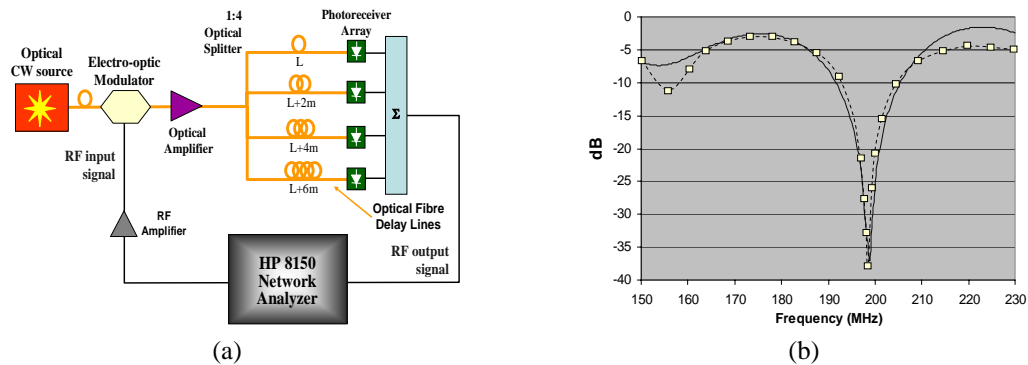 1:4
Optical
Splitter
Photoreceiver
Array
Optical
CW source
Electro-optic
Modulator
L
L+2m
Σ
Optical
Amplifier
L+4m
RF input
signal
L+6m
Optical Fibre
Delay Lines
RF
Amplifier
RF output
signal
HP 8150
Network
Analyzer
(a)
0
-5
-10
-15
-20
-25
-30
-35
-40
dB
150 160 170 180 190 200 210 220 230
Frequency (MHz)
(b)